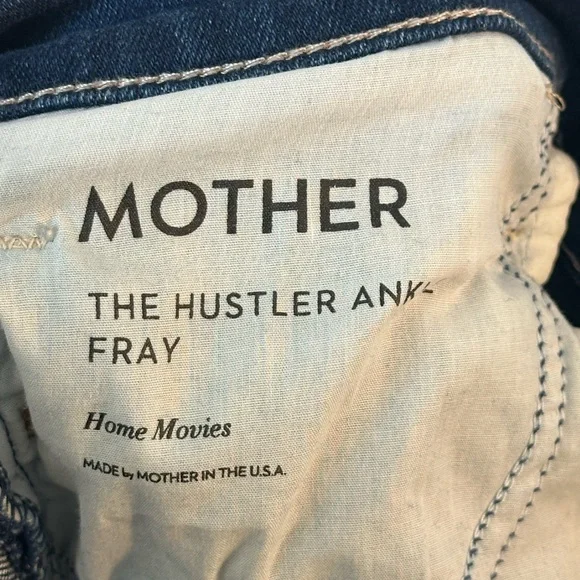 MOTHER
THE HUSTLER ANK
FRAY
Home Movies
MADE by MOTHER IN THE U.S.A.